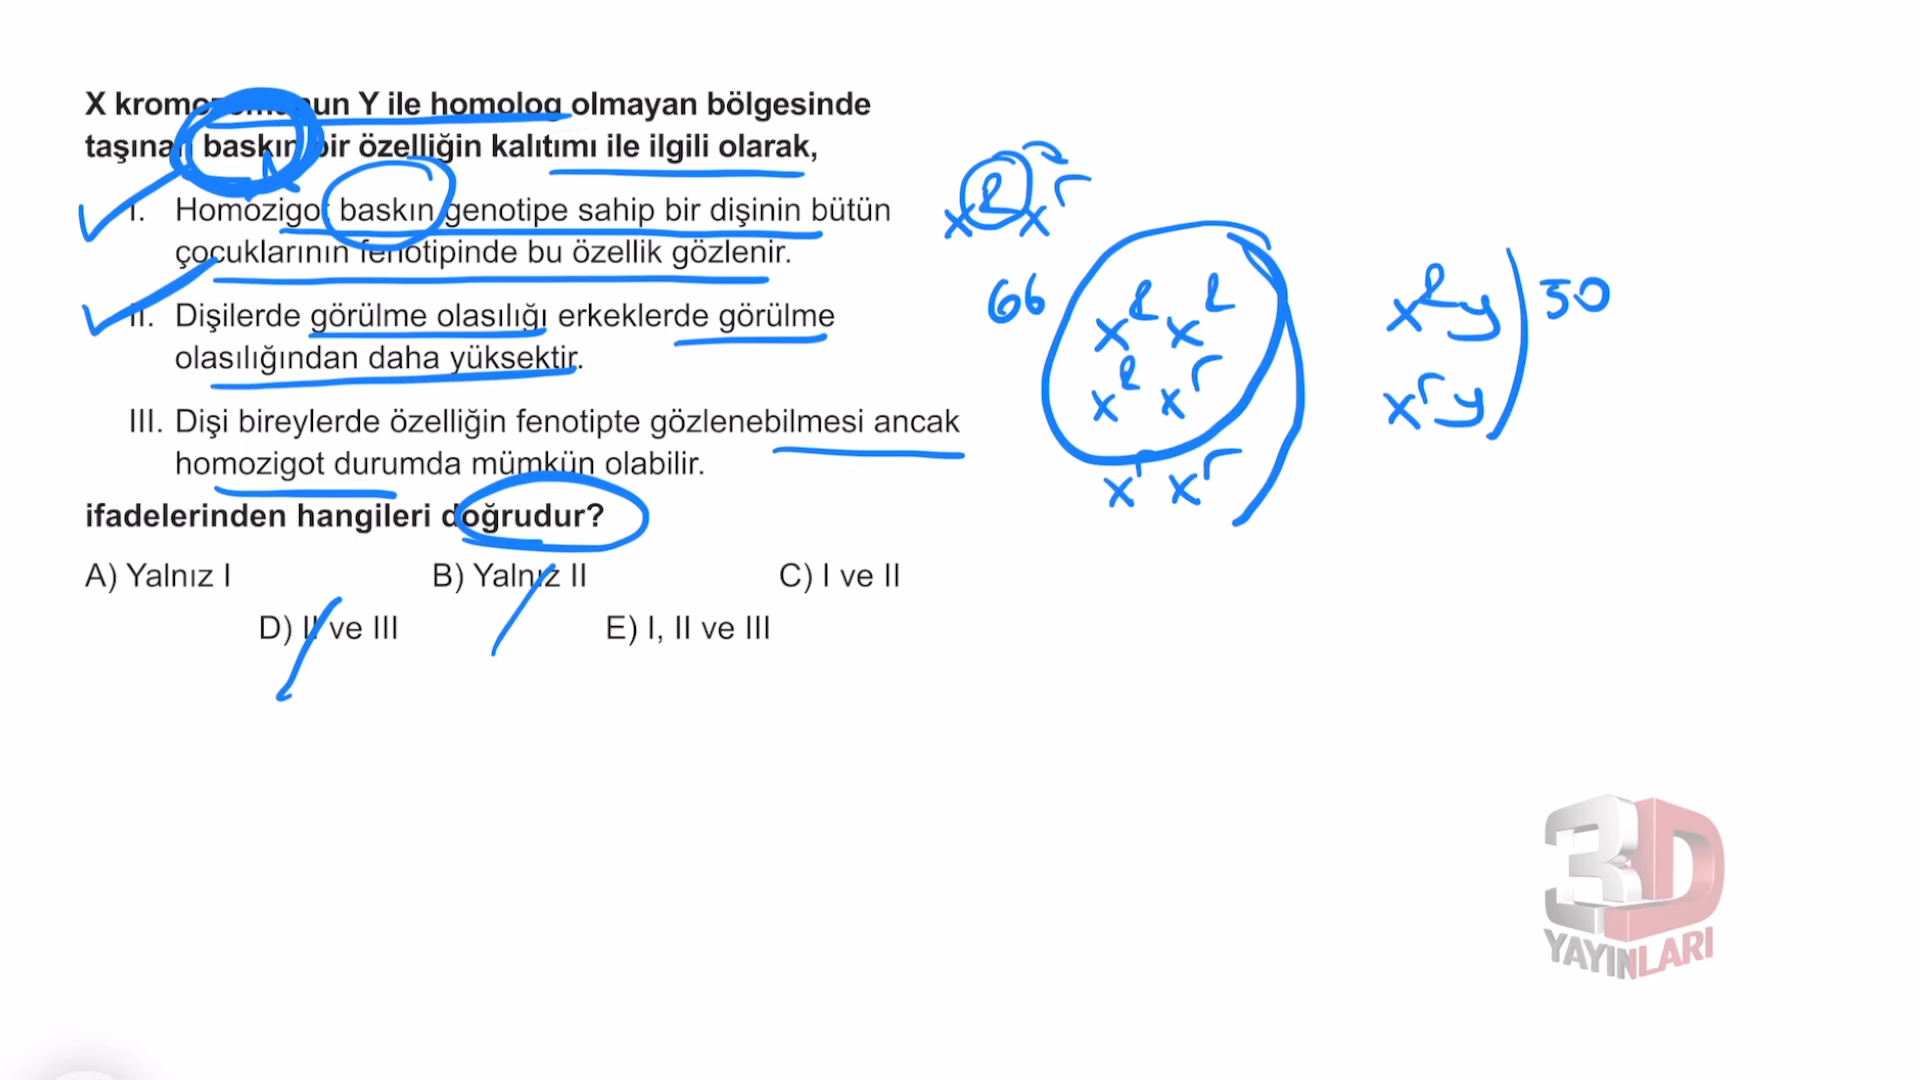 X kromozomunun Y ile homolog olmayan bölgesinde
taşınan baskın bir özelliğin kalıtımı ile ilgili olarak,
I. Homozigot baskın genotipe sahip bir dişinin bütün
çocuklarının fenotipinde bu özellik gözlenir.
II. Dişilerde görülme olasılığı erkeklerde görülme
olasılığından daha yüksektir.
III. Dişi bireylerde özelliğin fenotipte gözlenebilmesi ancak
homozigot durumda mümkün olabilir.
ifadelerinden hangileri doğrudur?
A) Yalnız I B) Yalnız II C) I ve II
D) II ve III E) I, II ve III
X^R X^r
66 X^R X^R X^R y 50
X^R X^r X^r y
X^r X^r
3D
YAYINLARI